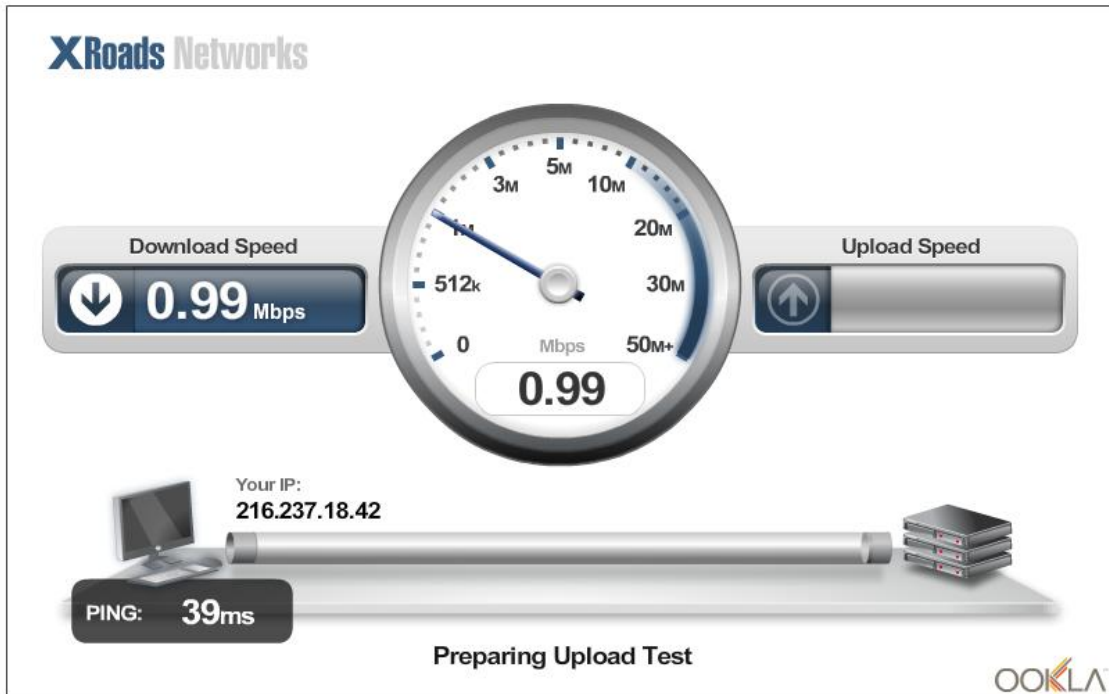 XRoads Networks
5M
3M
10M
1M
20M
Download Speed
Upload Speed
0.99 Mbps
512k
30M
0
Mbps
50M+
0.99
Your IP:
216.237.18.42
PING: 39ms
Preparing Upload Test
OOKLA